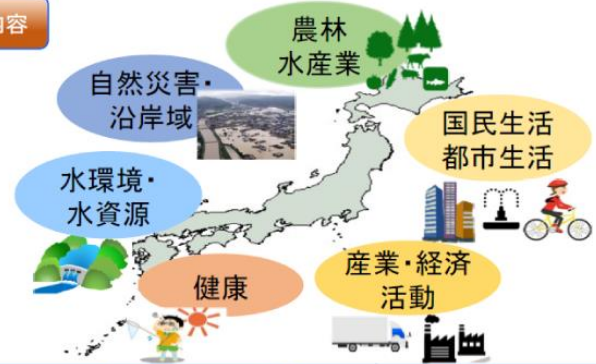 内容
農林
水産業
自然災害・
沿岸域
国民生活
都市生活
水環境・
水資源
産業・経済
活動
健康